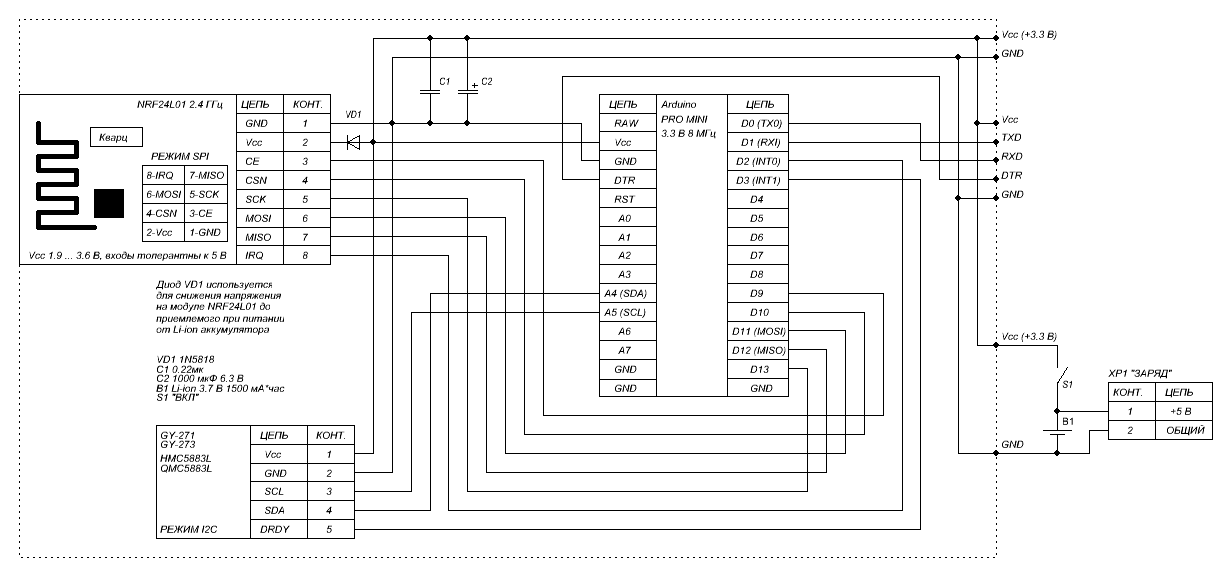 Vcc (+3.3 В)
GND
C1
+
C2
NRF24L01 2.4 ГГц
ЦЕПЬ
КОНТ.
GND
1
Vcc
2
CE
3
CSN
4
SCK
5
MOSI
6
MISO
7
IRQ
8
Кварц
РЕЖИМ SPI
8-IRQ
7-MISO
6-MOSI
5-SCK
4-CSN
3-CE
2-Vcc
1-GND
Vcc 1.9 ... 3.6 В, входы толерантны к 5 В
VD1
ЦЕПЬ
RAW
Vcc
GND
DTR
RST
A0
A1
A2
A3
A4 (SDA)
A5 (SCL)
A6
A7
GND
GND
Arduino
PRO MINI
3.3 В 8 МГц
ЦЕПЬ
D0 (TX0)
D1 (RXI)
D2 (INT0)
D3 (INT1)
D4
D5
D6
D7
D8
D9
D10
D11 (MOSI)
D12 (MISO)
D13
GND
Vcc
TXD
RXD
DTR
GND
Диод VD1 используется
для снижения напряжения
на модуле NRF24L01 до
приемлемого при питании
от Li-ion аккумулятора
VD1 1N5818
C1 0.22мк
C2 1000 мкФ 6.3 В
B1 Li-ion 3.7 В 1500 мА*час
S1 "ВКЛ"
Vcc (+3.3 В)
S1
B1
GND
XP1 "ЗАРЯД"
КОНТ.
ЦЕПЬ
1
+5 В
2
ОБЩИЙ
GY-271
GY-273
HMC5883L
QMC5883L
РЕЖИМ I2C
ЦЕПЬ
КОНТ.
Vcc
1
GND
2
SCL
3
SDA
4
DRDY
5